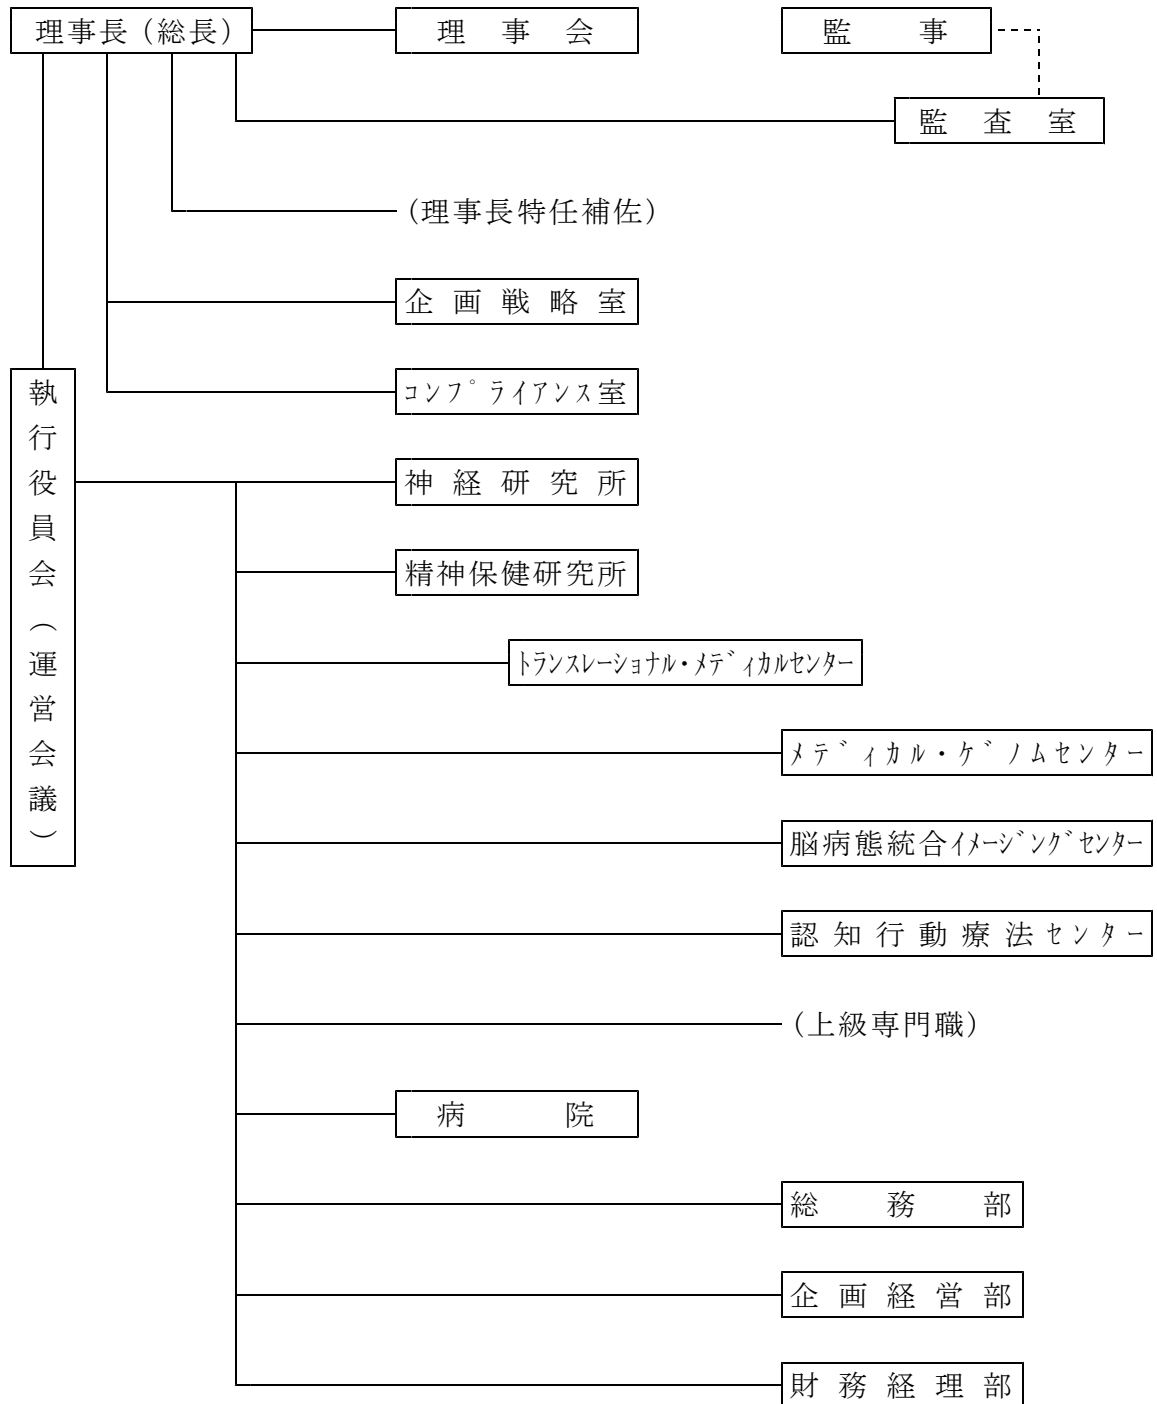 理事長(総長)
理事会
監事
監査室
(理事長特任補佐)
企画戦略室
コンプライアンス室
執行役員会(運営会議)
神経研究所
精神保健研究所
トランスレーショナル・メディカルセンター
メディカル・ゲノムセンター
脳病態統合イメージングセンター
認知行動療法センター
(上級専門職)
病院
総務部
企画経営部
財務経理部